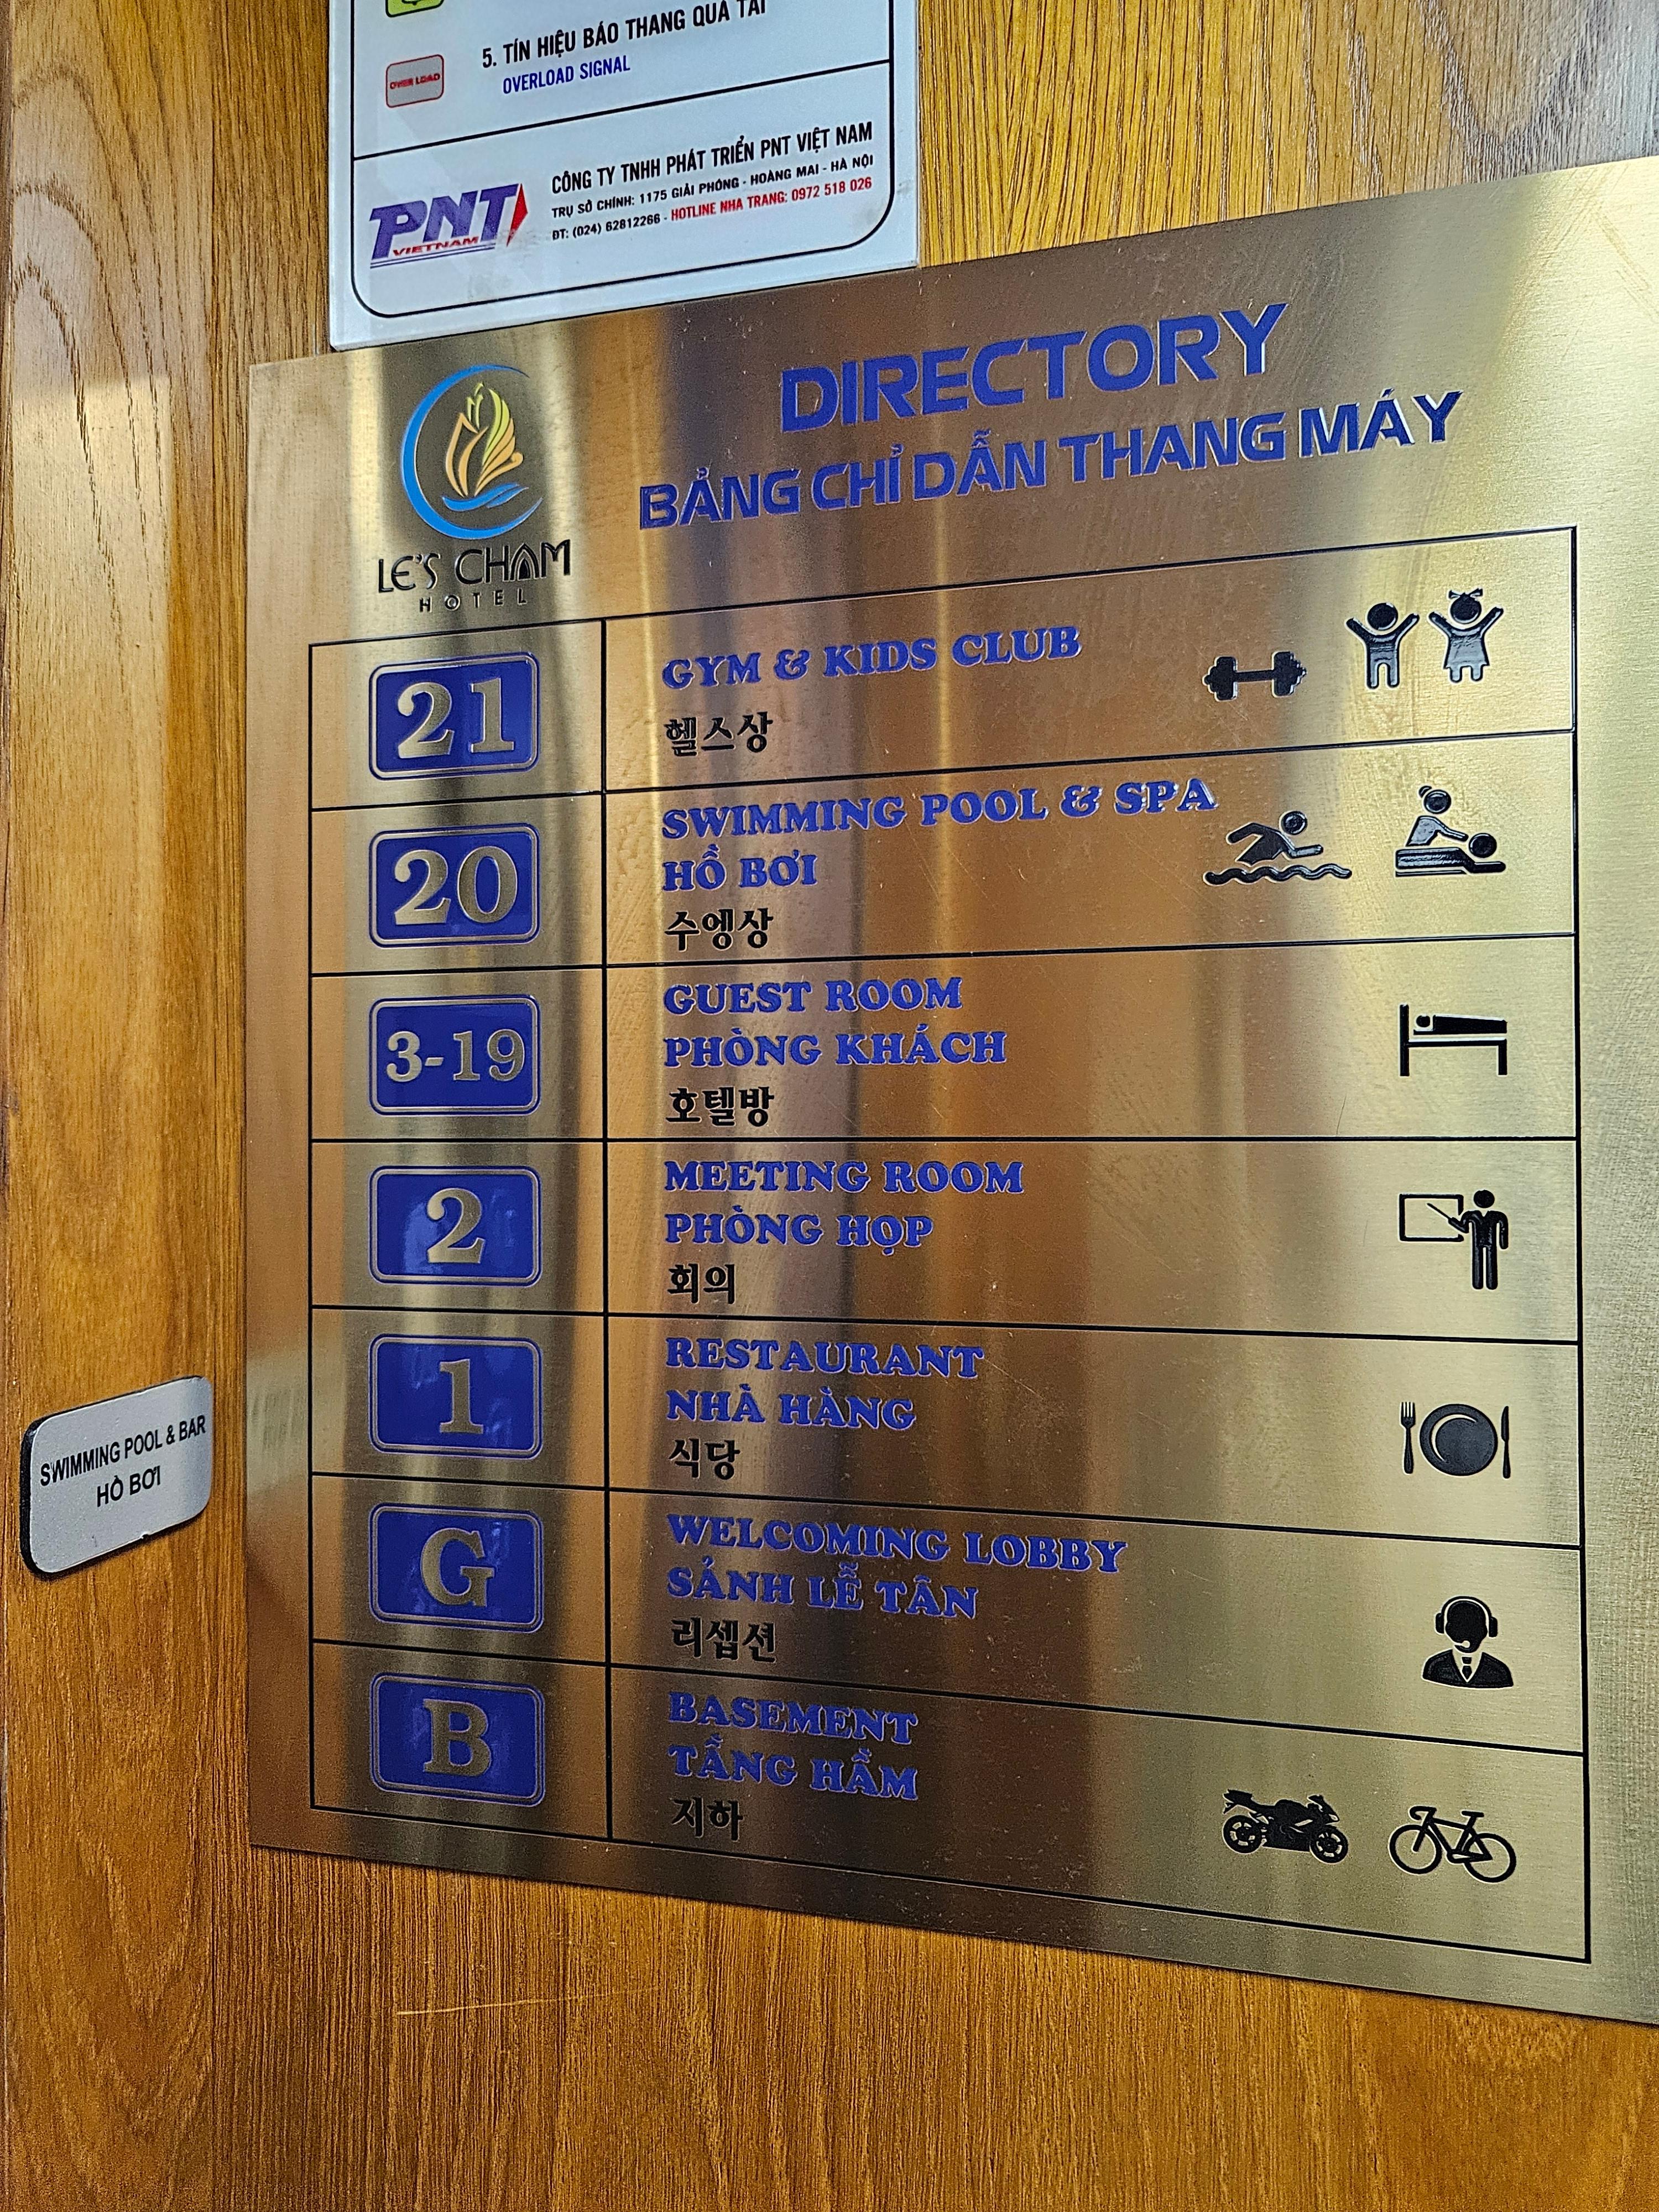 5. TÍN HIỆU BÁO THANG QUÁ TẢI
OVER LOAD
OVERLOAD SIGNAL
PNT
VIETNAM
CÔNG TY TNHH PHÁT TRIỂN PNT VIỆT NAM
TRỤ SỞ CHÍNH: 1175 GIẢI PHÓNG - HOÀNG MAI - HÀ NỘI
ĐT: (024) 62812266 - HOTLINE NHA TRANG: 0972 518 026
LE'S CHAM
HOTEL
DIRECTORY
BẢNG CHỈ DẪN THANG MÁY
21
GYM & KIDS CLUB
헬스상
20
SWIMMING POOL & SPA
HỒ BƠI
수엥상
3-19
GUEST ROOM
PHÒNG KHÁCH
호텔방
2
MEETING ROOM
PHÒNG HỌP
회의
1
RESTAURANT
NHÀ HÀNG
식당
G
WELCOMING LOBBY
SẢNH LỄ TÂN
리셉션
B
BASEMENT
TẦNG HẦM
지하
SWIMMING POOL & BAR
HỒ BƠI